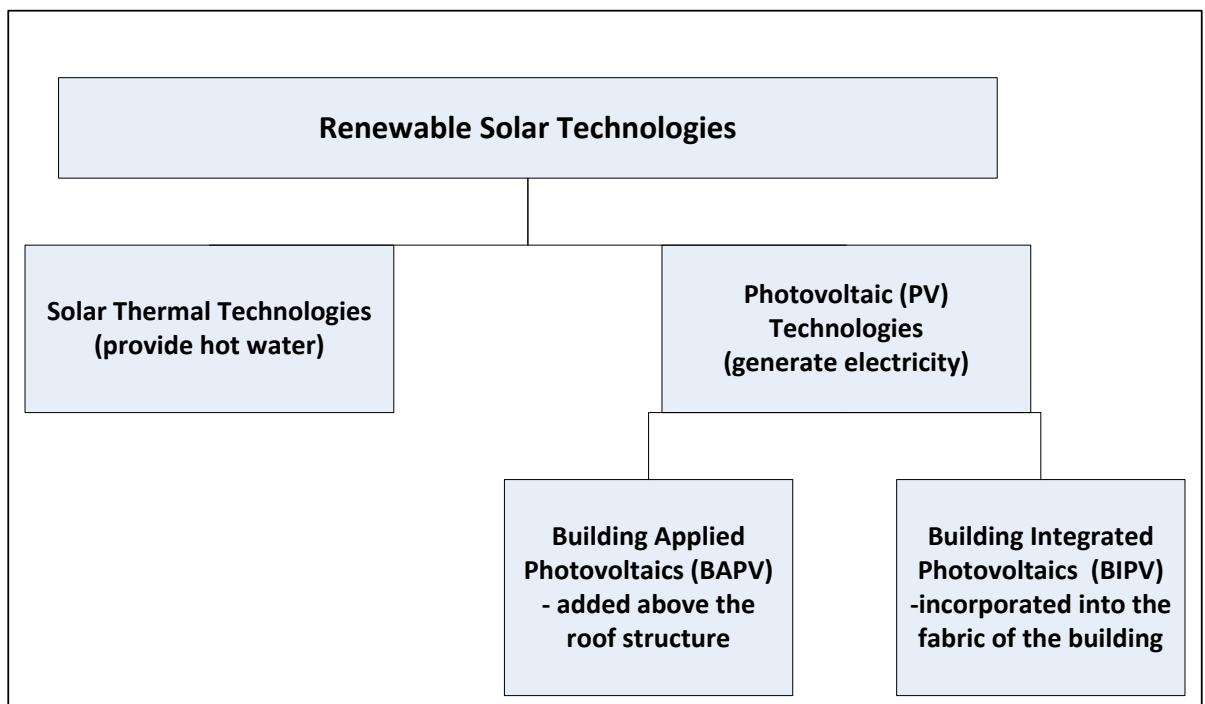 Renewable Solar Technologies
Solar Thermal Technologies
(provide hot water)
Photovoltaic (PV)
Technologies
(generate electricity)
Building Applied
Photovoltaics (BAPV)
- added above the
roof structure
Building Integrated
Photovoltaics  (BIPV)
-incorporated into the
fabric of the building